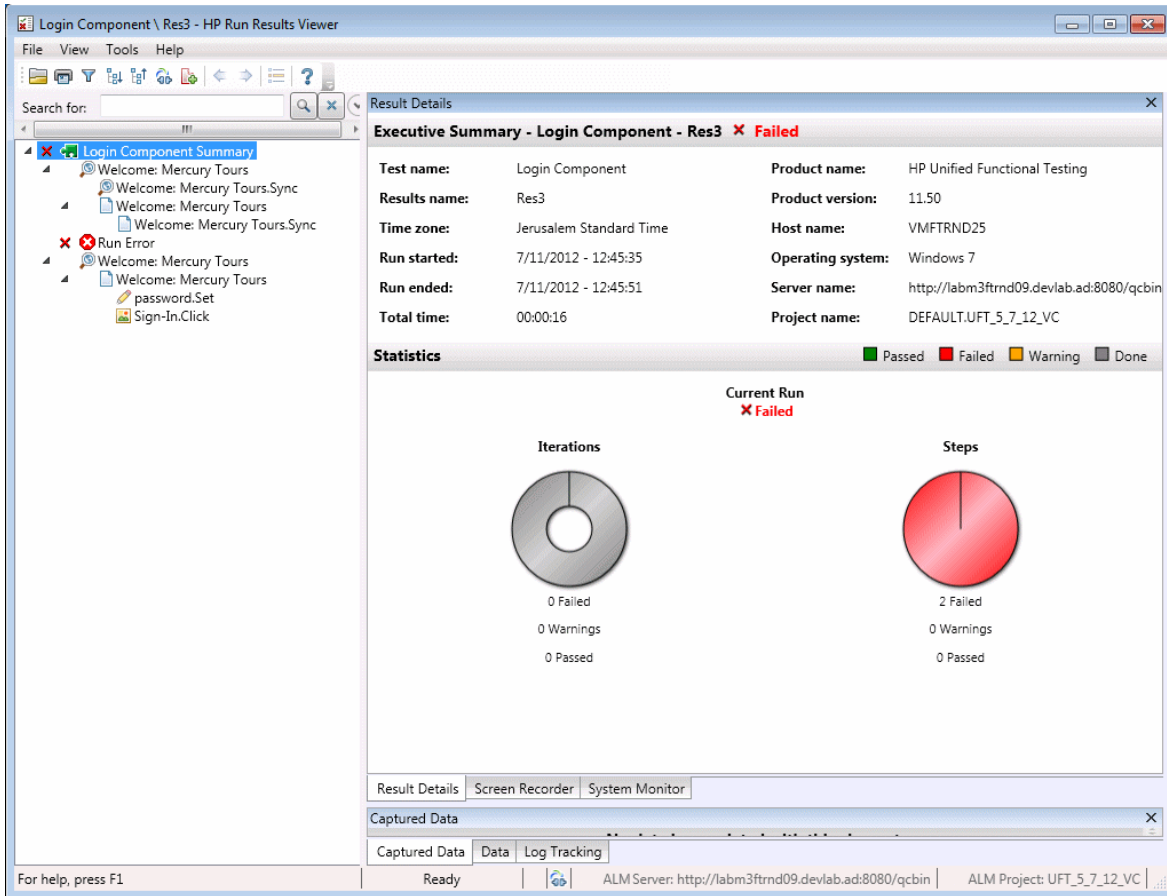 Login Component \ Res3 - HP Run Results Viewer
File View Tools Help
Search for:
Login Component Summary
Welcome: Mercury Tours
Welcome: Mercury Tours.Sync
Welcome: Mercury Tours
Welcome: Mercury Tours.Sync
Run Error
Welcome: Mercury Tours
Welcome: Mercury Tours
password.Set
Sign-In.Click
Result Details
Executive Summary - Login Component - Res3 Failed
Test name: Login Component Product name: HP Unified Functional Testing
Results name: Res3 Product version: 11.50
Time zone: Jerusalem Standard Time Host name: VMFTRND25
Run started: 7/11/2012 - 12:45:35 Operating system: Windows 7
Run ended: 7/11/2012 - 12:45:51 Server name: http://labm3ftrnd09.devlab.ad:8080/qcbin
Total time: 00:00:16 Project name: DEFAULT.UFT_5_7_12_VC
Statistics Passed Failed Warning Done
Current Run
Failed
Iterations Steps
0 Failed 2 Failed
0 Warnings 0 Warnings
0 Passed 0 Passed
Result Details Screen Recorder System Monitor
Captured Data
Captured Data Data Log Tracking
For help, press F1 Ready ALM Server: http://labm3ftrnd09.devlab.ad:8080/qcbin ALM Project: UFT_5_7_12_VC